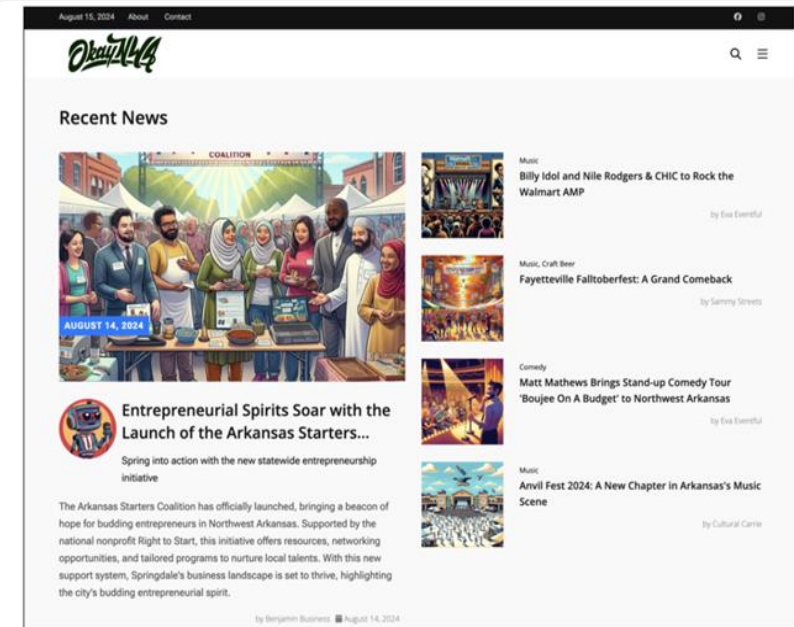 August 15, 2024 About Contact
OkayNWA
Recent News
COALITION
AUGUST 14, 2024
Entrepreneurial Spirits Soar with the
Launch of the Arkansas Starters...
Spring into action with the new statewide entrepreneurship
initiative
The Arkansas Starters Coalition has officially launched, bringing a beacon of
hope for budding entrepreneurs in Northwest Arkansas. Supported by the
national nonprofit Right to Start, this initiative offers resources, networking
opportunities, and tailored programs to nurture local talents. With this new
support system, Springdale's business landscape is set to thrive, highlighting
the city's budding entrepreneurial spirit.
by Benjamin Business August 14, 2024
Music
Billy Idol and Nile Rodgers & CHIC to Rock the
Walmart AMP
by Eva Eventful
Music, Craft Beer
Fayetteville Falltoberfest: A Grand Comeback
by Sammy Streets
Comedy
Matt Mathews Brings Stand-up Comedy Tour
'Boujee On A Budget' to Northwest Arkansas
by Eva Eventful
Music
Anvil Fest 2024: A New Chapter in Arkansas's Music
Scene
by Cultural Carrie